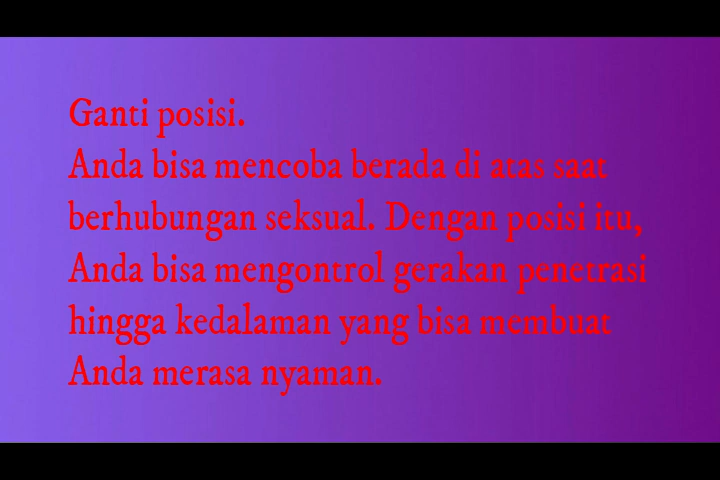 Ganti posisi.
Anda bisa mencoba berada di atas saat
berhubungan seksual. Dengan posisi itu,
Anda bisa mengontrol gerakan penetrasi
hingga kedalaman yang bisa membuat
Anda merasa nyaman.